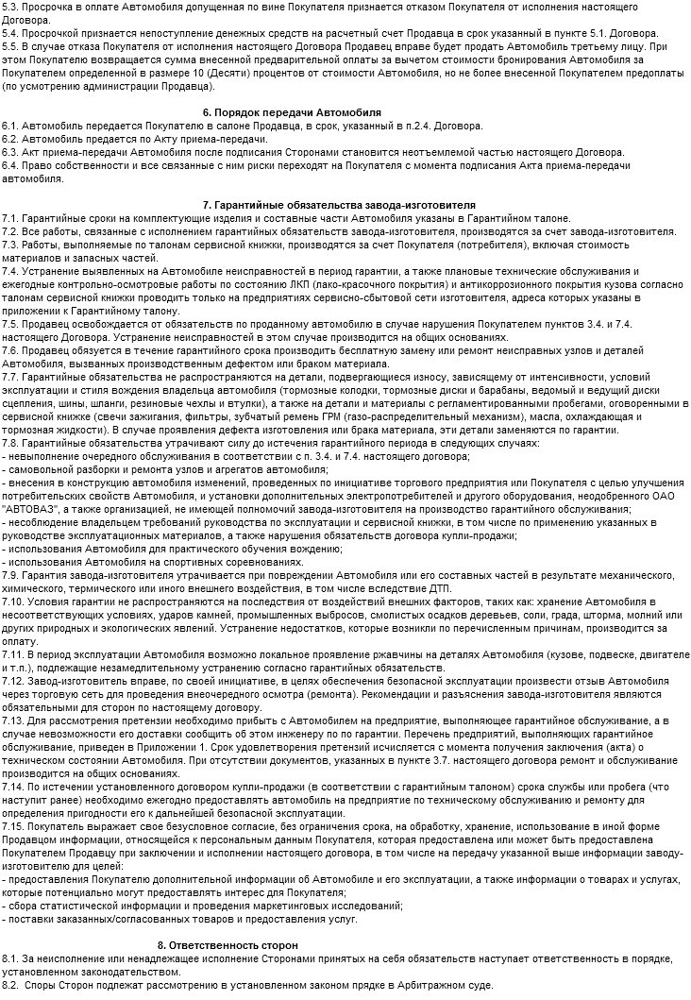 5.3. Просрочка в оплате Автомобиля допущенная по вине Покупателя признается отказом Покупателя от исполнения настоящего
Договора.
5.4. Просрочкой признается непоступление денежных средств на расчетный счет Продавца в срок указанный в пункте 5.1. Договора.
5.5. В случае отказа Покупателя от исполнения настоящего Договора Продавец вправе будет продать Автомобиль третьему лицу. При
этом Покупателю возвращается сумма внесенной предварительной оплаты за вычетом стоимости бронирования Автомобиля за
Покупателем определенной в размере 10 (Десяти) процентов от стоимости Автомобиля, но не более внесенной Покупателем предоплаты
(по усмотрению администрации Продавца).
6. Порядок передачи Автомобиля
6.1. Автомобиль передается Покупателю в салоне Продавца, в срок, указанный в п.2.4. Договора.
6.2. Автомобиль предается по Акту приема-передачи.
6.3. Акт приема-передачи Автомобиля после подписания Сторонами становится неотъемлемой частью настоящего Договора.
6.4. Право собственности и все связанные с ним риски переходят на Покупателя с момента подписания Акта приема-передачи
автомобиля.
7. Гарантийные обязательства завода-изготовителя
7.1. Гарантийные сроки на комплектующие изделия и составные части Автомобиля указаны в Гарантийном талоне.
7.2. Все работы, связанные с исполнением гарантийных обязательств завода-изготовителя, производятся за счет завода-изготовителя.
7.3. Работы, выполняемые по талонам сервисной книжки, производятся за счет Покупателя (потребителя), включая стоимость
материалов и запасных частей.
7.4. Устранение выявленных на Автомобиле неисправностей в период гарантии, а также плановые технические обслуживания и
ежегодные контрольно-осмотровые работы по состоянию ЛКП (лако-красочного покрытия) и антикоррозионного покрытия кузова согласно
талонам сервисной книжки проводить только на предприятиях сервисно-сбытовой сети изготовителя, адреса которых указаны в
приложении к Гарантийному талону.
7.5. Продавец освобождается от обязательств по проданному автомобилю в случае нарушения Покупателем пунктов 3.4. и 7.4.
настоящего Договора. Устранение неисправностей в этом случае производится на общих основаниях.
7.6. Продавец обязуется в течение гарантийного срока производить бесплатную замену или ремонт неисправных узлов и деталей
Автомобиля, вызванных производственным дефектом или браком материала.
7.7. Гарантийные обязательства не распространяются на детали, подвергающиеся износу, зависящему от интенсивности, условий
эксплуатации и стиля вождения владельца автомобиля (тормозные колодки, тормозные диски и барабаны, ведомый и ведущий диски
сцепления, шины, шланги, резиновые чехлы и втулки), а также на детали и материалы с регламентированными пробегами, оговоренными в
сервисной книжке (свечи зажигания, фильтры, зубчатый ремень ГРМ (газо-распределительный механизм), масла, охлаждающая и
тормозная жидкости). В случае проявления дефекта изготовления или брака материала, эти детали заменяются по гарантии.
7.8. Гарантийные обязательства утрачивают силу до истечения гарантийного периода в следующих случаях:
- невыполнение очередного обслуживания в соответствии с п. 3.4. и 7.4. настоящего договора;
- самовольной разборки и ремонта узлов и агрегатов автомобиля;
- внесения в конструкцию автомобиля изменений, проведенных по инициативе торгового предприятия или Покупателя с целью улучшения
потребительских свойств Автомобиля, и установки дополнительных электропотребителей и другого оборудования, неодобренного ОАО
"АВТОВАЗ", а также организацией, не имеющей полномочий завода-изготовителя на производство гарантийного обслуживания;
- несоблюдение владельцем требований руководства по эксплуатации и сервисной книжки, в том числе по применению указанных в
руководстве эксплуатационных материалов, а также нарушения обязательств договора купли-продажи;
- использования Автомобиля для практического обучения вождению;
- использования Автомобиля на спортивных соревнованиях.
7.9. Гарантия завода-изготовителя утрачивается при повреждении Автомобиля или его составных частей в результате механического,
химического, термического или иного внешнего воздействия, в том числе вследствие ДТП.
7.10. Условия гарантии не распространяются на последствия от воздействий внешних факторов, таких как: хранение Автомобиля в
несоответствующих условиях, ударов камней, промышленных выбросов, смолистых осадков деревьев, соли, града, шторма, молний или
других природных и экологических явлений. Устранение недостатков, которые возникли по перечисленным причинам, производится за
оплату.
7.11. В период эксплуатации Автомобиля возможно локальное проявление ржавчины на деталях Автомобиля (кузове, подвеске, двигателе
и т.п.), подлежащие незамедлительному устранению согласно гарантийных обязательств.
7.12. Завод-изготовитель вправе, по своей инициативе, в целях обеспечения безопасной эксплуатации произвести отзыв Автомобиля
через торговую сеть для проведения внеочередного осмотра (ремонта). Рекомендации и разъяснения завода-изготовителя являются
обязательными для сторон по настоящему договору.
7.13. Для рассмотрения претензии необходимо прибыть с Автомобилем на предприятие, выполняющее гарантийное обслуживание, а в
случае невозможности его доставки сообщить об этом инженеру по по гарантии. Перечень предприятий, выполняющих гарантийное
обслуживание, приведен в Приложении 1. Срок удовлетворения претензий исчисляется с момента получения заключения (акта) о
техническом состоянии Автомобиля. При отсутствии документов, указанных в пункте 3.7. настоящего договора ремонт и обслуживание
производится на общих основаниях.
7.14. По истечении установленного договором купли-продажи (в соответствии с гарантийным талоном) срока службы или пробега (что
наступит ранее) необходимо ежегодно предоставлять автомобиль на предприятие по техническому обслуживанию и ремонту для
определения пригодности его к дальнейшей безопасной эксплуатации.
7.15. Покупатель выражает свое безусловное согласие, без ограничения срока, на обработку, хранение, использование в иной форме
Продавцом информации, относящейся к персональным данным Покупателя, которая предоставлена или может быть предоставлена
Покупателем Продавцу при заключении и исполнении настоящего договора, в том числе на передачу указанной выше информации заводу-
изготовителю для целей:
- предоставления Покупателю дополнительной информации об Автомобиле и его эксплуатации, а также информации о товарах и услугах,
которые потенциально могут предоставлять интерес для Покупателя;
- сбора статистической информации и проведения маркетинговых исследований;
- поставки заказанных/согласованных товаров и предоставления услуг.
8. Ответственность сторон
8.1. За неисполнение или ненадлежащее исполнение Сторонами принятых на себя обязательств наступает ответственность в порядке,
установленном законодательством.
8.2. Споры Сторон подлежат рассмотрению в установленном законом прядке в Арбитражном суде.